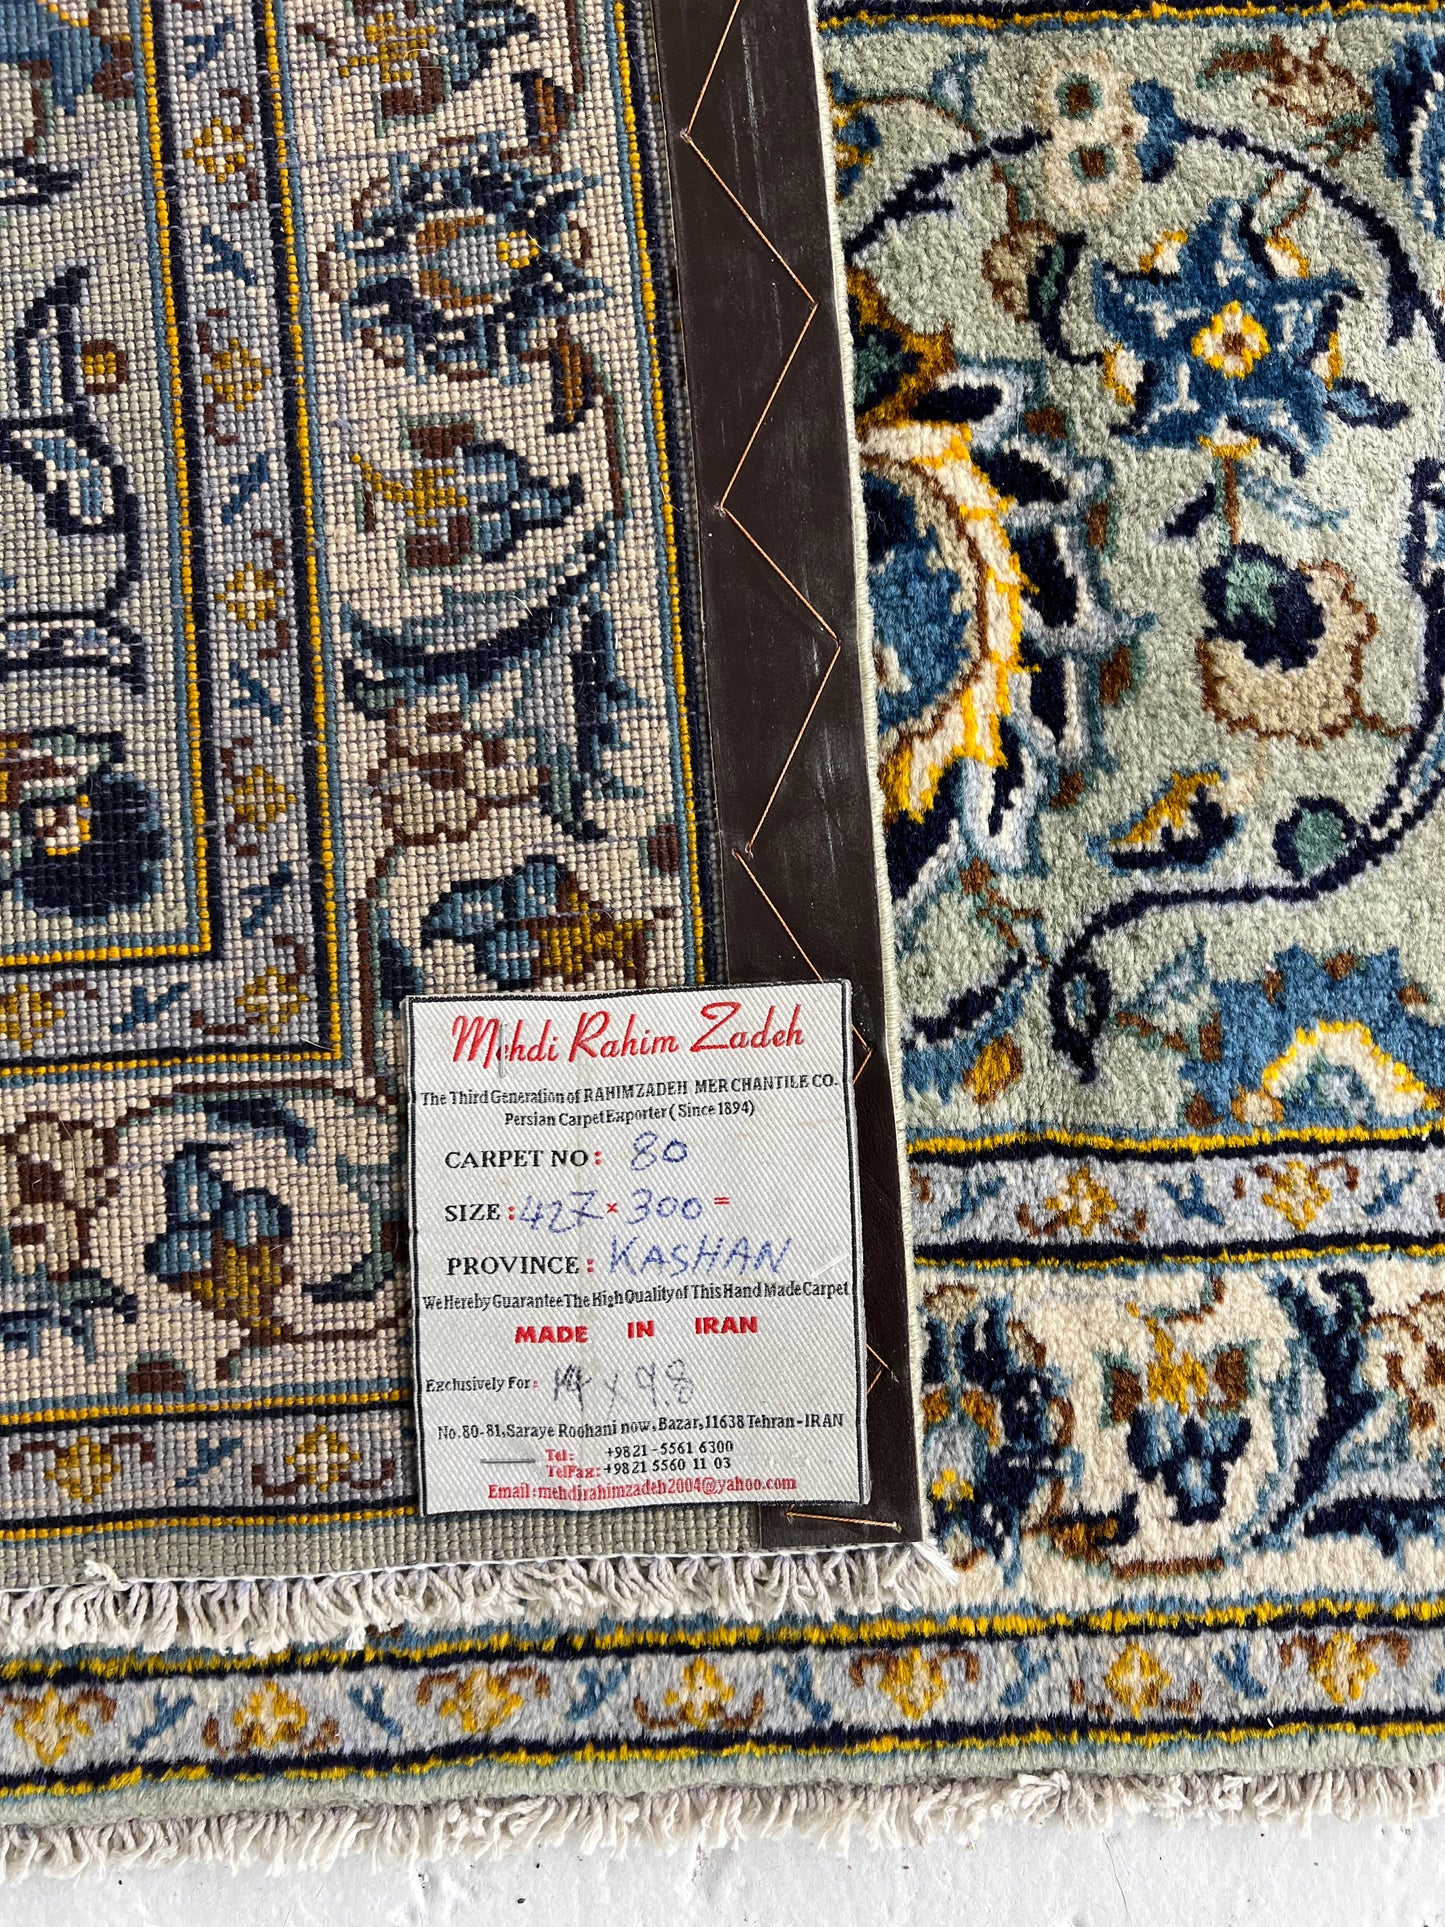 Mehdi Rahim Zadeh
The Third Generation of RAHIMZADEH MERCHANTILE CO.
Persian Carpet Exporter (Since 1894)
CARPET NO: 80
SIZE: 427 x 300 =
PROVINCE: KASHAN
We Hereby Guarantee The High Quality of This Hand Made Carpet
MADE IN IRAN
Exclusively For: 14 x 9.8
No.80-81,Saraye Roohani now,Bazar,11638 Tehran-IRAN
Tel: +9821-5561 6300
TelFax: +9821 5560 11 03
Email:mehdirahimzadeh2004@yahoo.com